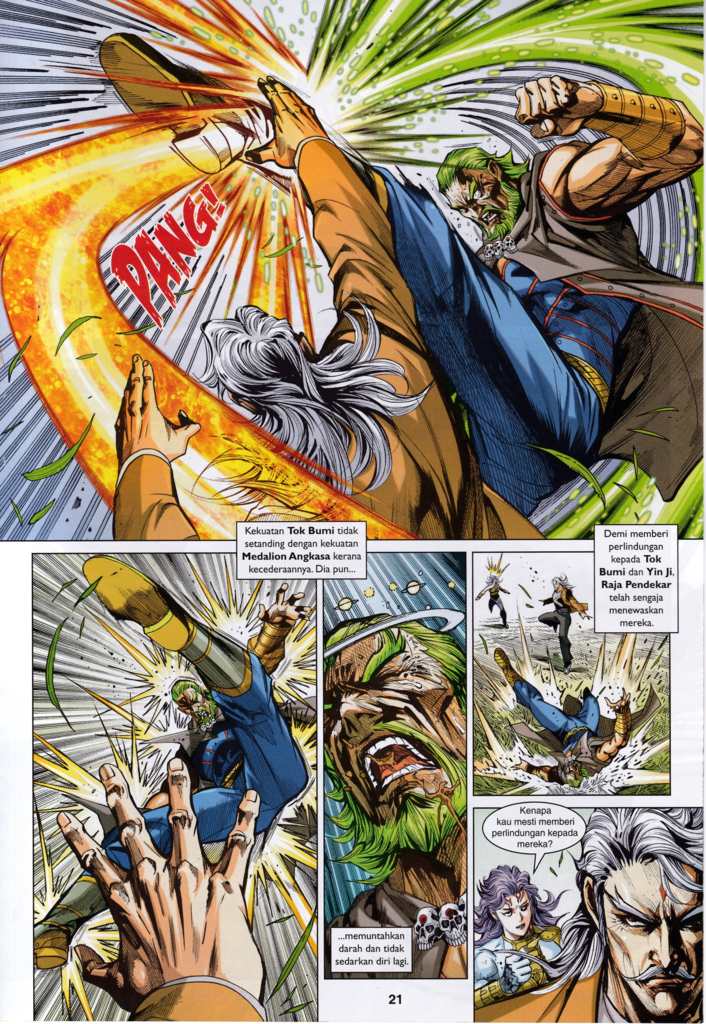 PANG!
Kekuatan Tok Bumi tidak
setanding dengan kekuatan
Medalion Angkasa kerana
kecederaannya. Dia pun...
...memuntahkan
darah dan tidak
sedarkan diri lagi.
Demi memberi
perlindungan
kepada Tok
Bumi dan Yin Ji,
Raja Pendekar
telah sengaja
menewaskan
mereka.
Kenapa
kau mesti memberi
perlindungan kepada
mereka?
21